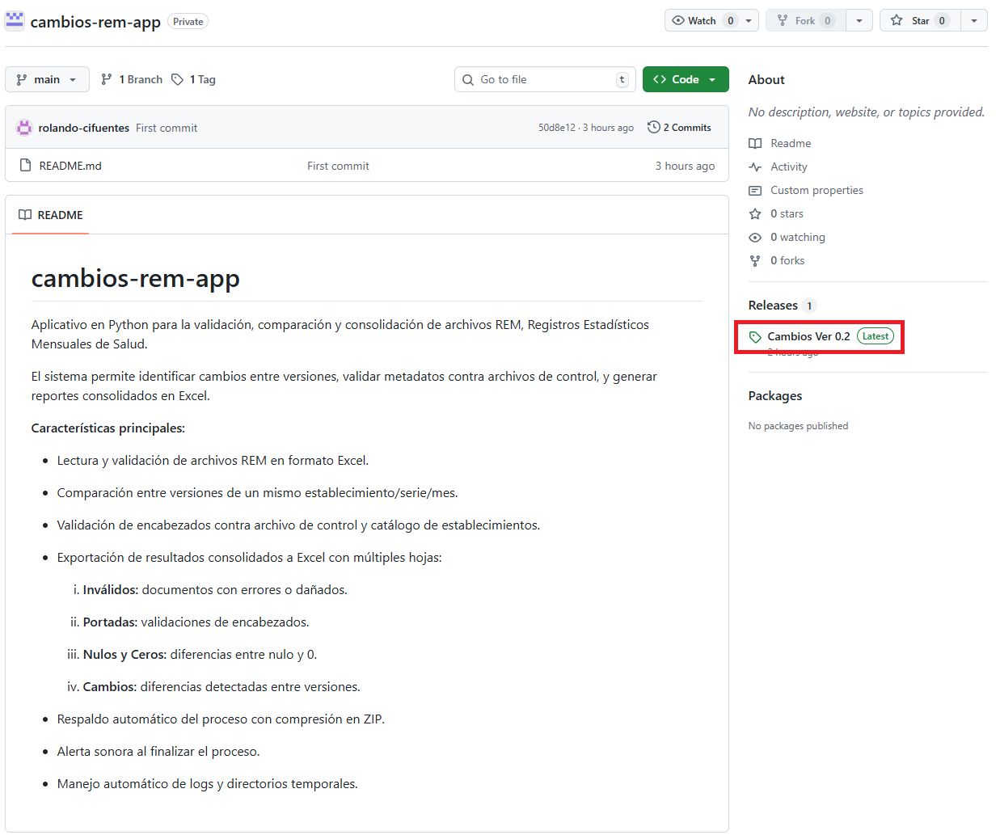 cambios-rem-app Private
Watch 0
Fork 0
Star 0
main
1 Branch
1 Tag
Go to file t
Code
rolando-cifuentes First commit
50d8e12 · 3 hours ago
2 Commits
README.md First commit 3 hours ago
README
cambios-rem-app
Aplicativo en Python para la validación, comparación y consolidación de archivos REM, Registros Estadísticos
Mensuales de Salud.
El sistema permite identificar cambios entre versiones, validar metadatos contra archivos de control, y generar
reportes consolidados en Excel.
Características principales:
• Lectura y validación de archivos REM en formato Excel.
• Comparación entre versiones de un mismo establecimiento/serie/mes.
• Validación de encabezados contra archivo de control y catálogo de establecimientos.
• Exportación de resultados consolidados a Excel con múltiples hojas:
i. Inválidos: documentos con errores o dañados.
ii. Portadas: validaciones de encabezados.
iii. Nulos y Ceros: diferencias entre nulo y 0.
iv. Cambios: diferencias detectadas entre versiones.
• Respaldo automático del proceso con compresión en ZIP.
• Alerta sonora al finalizar el proceso.
• Manejo automático de logs y directorios temporales.
About
No description, website, or topics provided.
Readme
Activity
Custom properties
0 stars
0 watching
0 forks
Releases 1
Cambios Ver 0.2 Latest
2 hours ago
Packages
No packages published